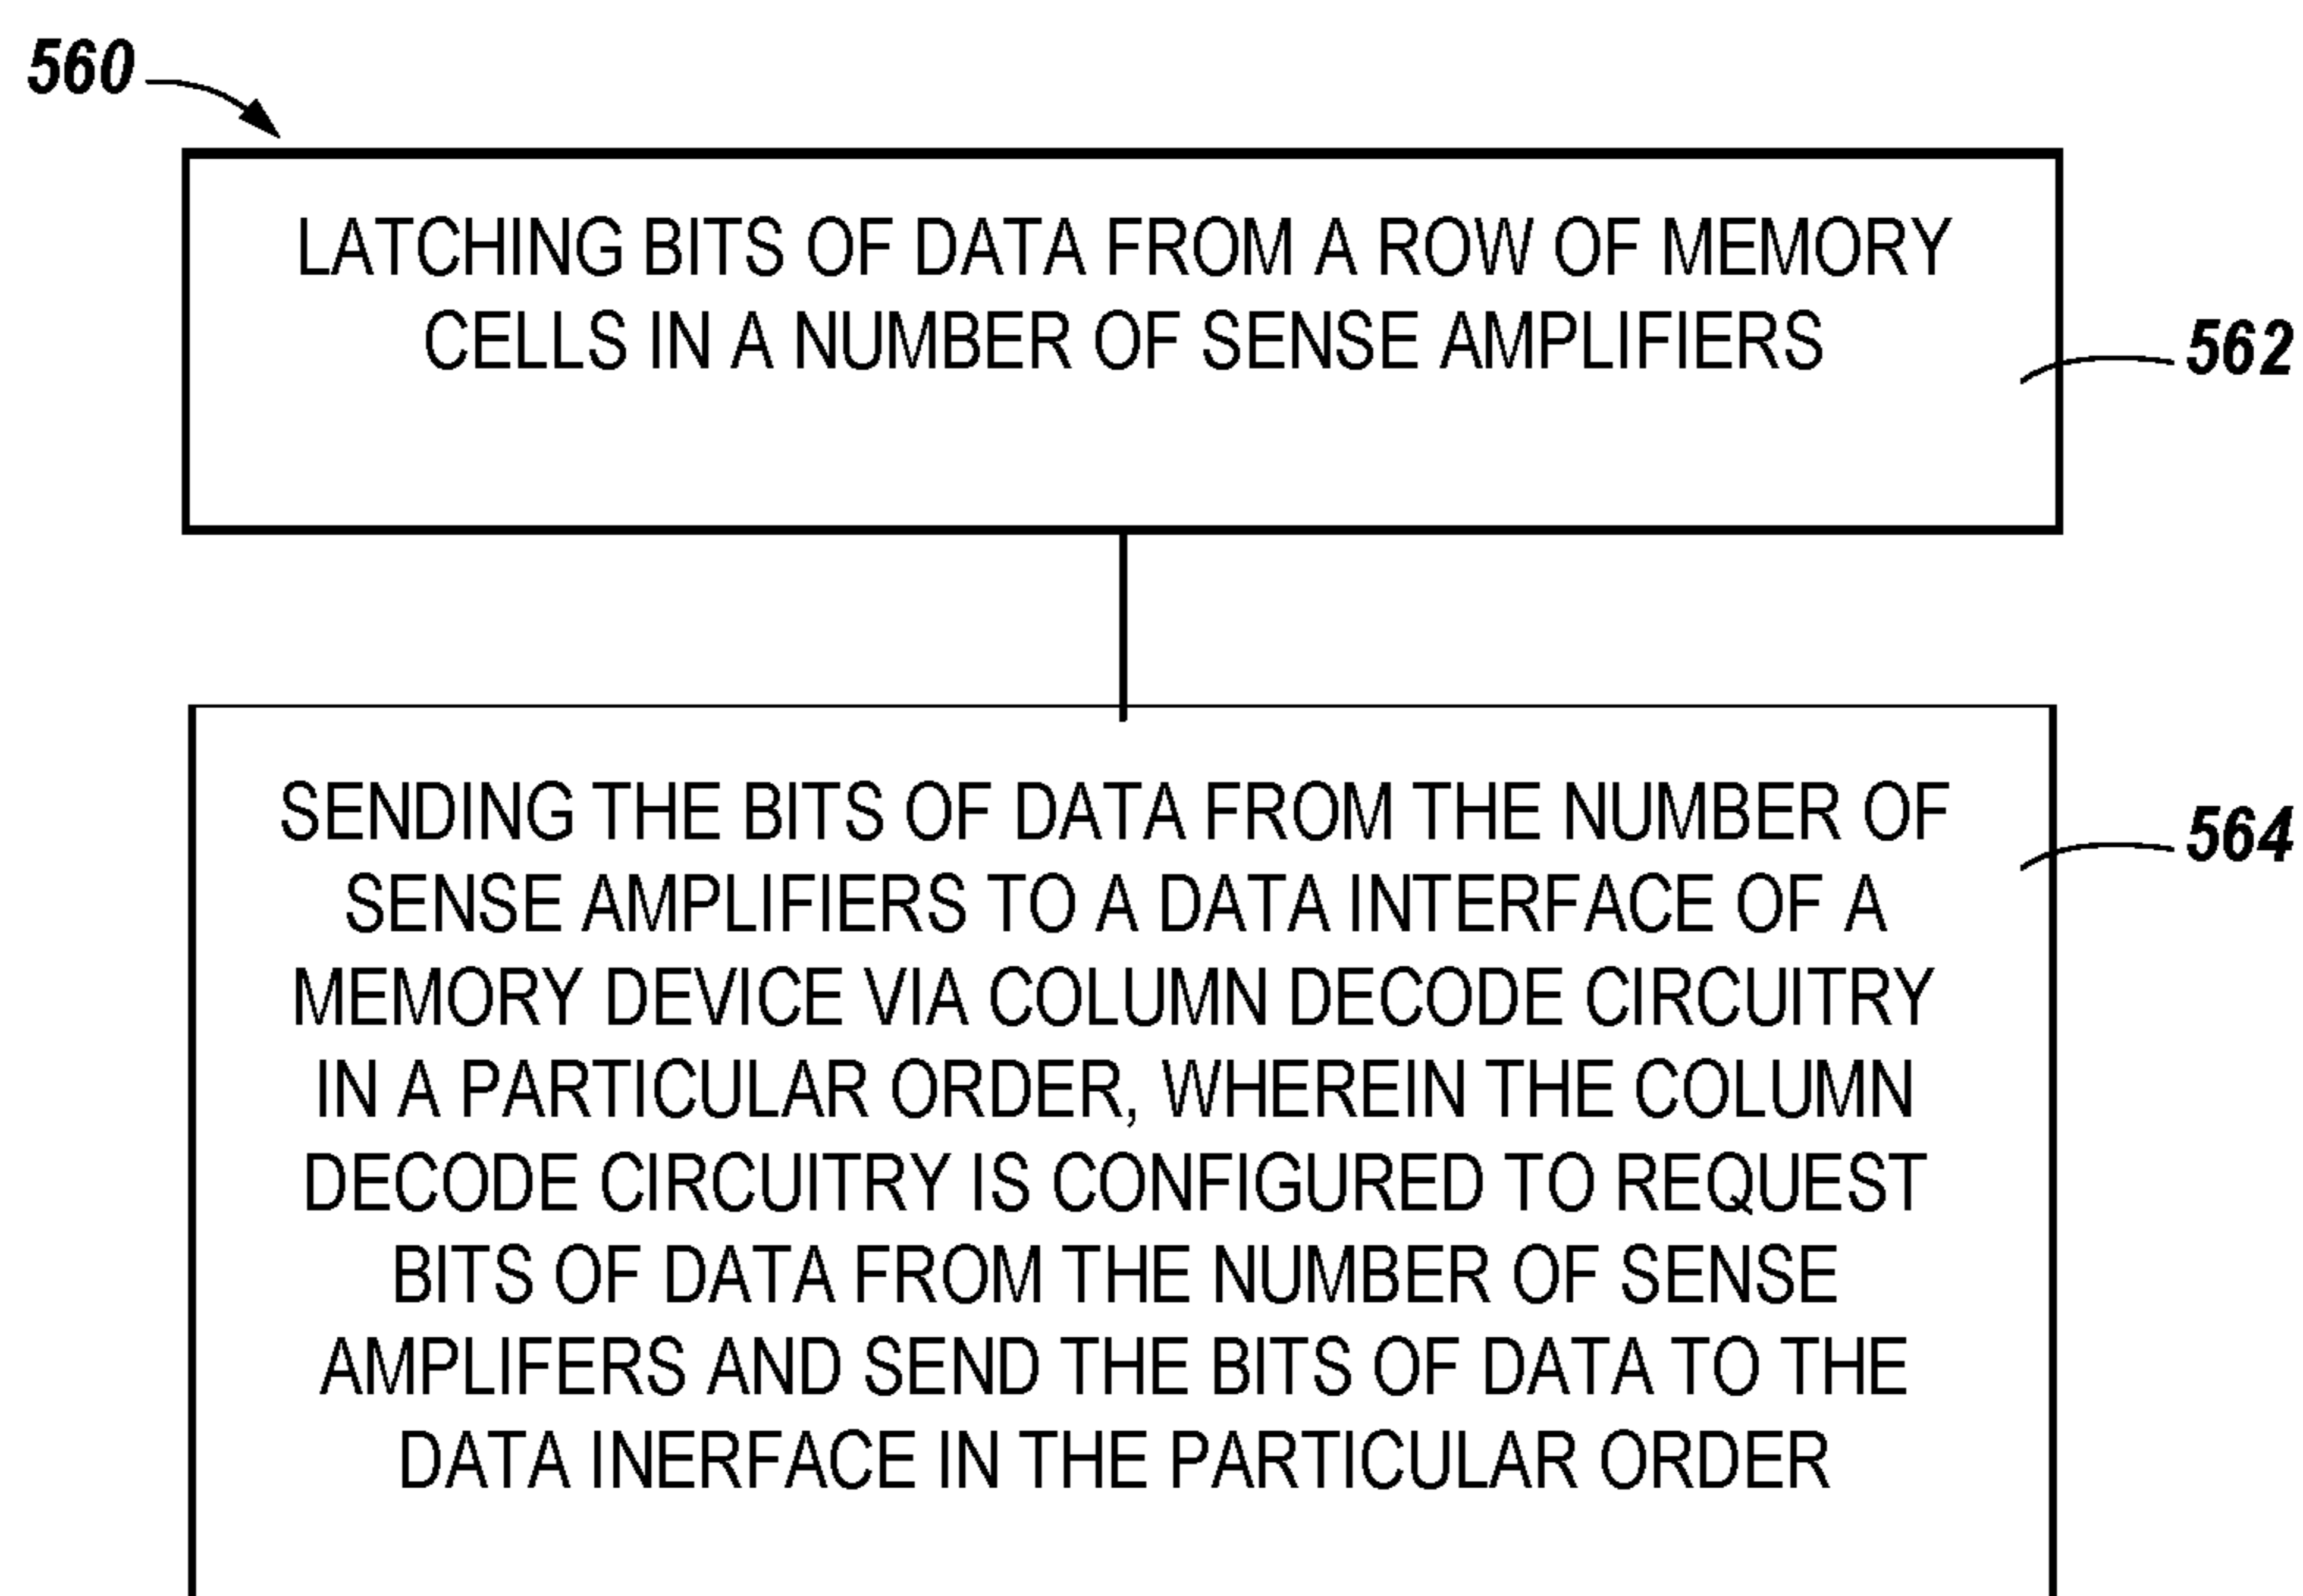 560
LATCHING BITS OF DATA FROM A ROW OF MEMORY
CELLS IN A NUMBER OF SENSE AMPLIFIERS
562
SENDING THE BITS OF DATA FROM THE NUMBER OF
564
SENSE AMPLIFIERS TO A DATA INTERFACE OF A
MEMORY DEVICE VIA COLUMN DECODE CIRCUITRY
IN A PARTICULAR ORDER, WHEREIN THE COLUMN
DECODE CIRCUITRY IS CONFIGURED TO REQUEST
BITS OF DATA FROM THE NUMBER OF SENSE
AMPLIFERS AND SEND THE BITS OF DATA TO THE
DATA INERFACE IN THE PARTICULAR ORDER